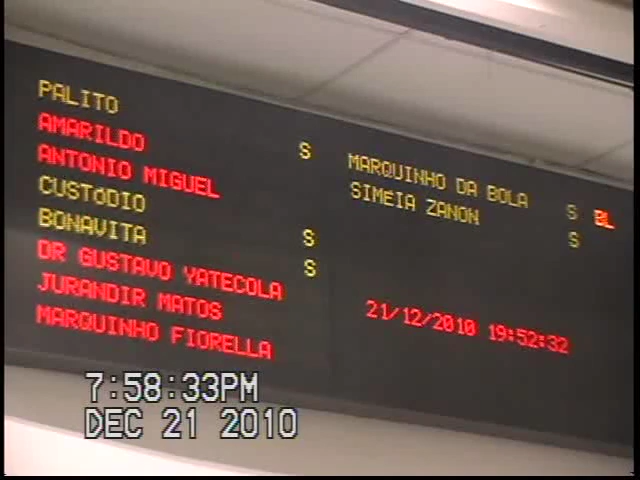 PALITO S
AMARILDO
ANTONIO MIGUEL
CUSTóDIO S
BONAVITA S
DR GUSTAVO YATECOLA
JURANDIR MATOS
MARQUINHO FIORELLA
MARQUINHO DA BOLA S BL
SIMEIA ZANON S
21/12/2010 19:52:32
7:58:33PM
DEC 21 2010